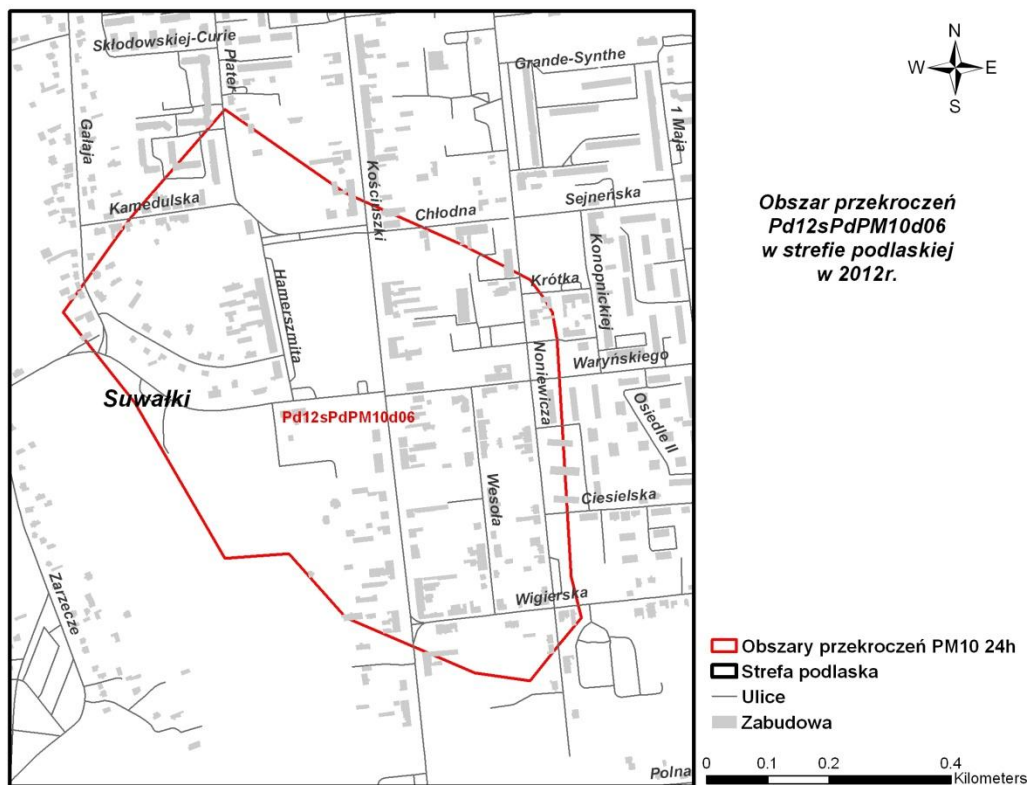 Skłodowskiej-Curie
Plater
Grande-Synthe
1 Maja
Gałaja
Kościuszki
Kamedulska
Chłodna
Sejneńska
Krótka
Konopnickiej
Hamerszmita
Noniewicza
Waryńskiego
Suwałki
Pd12sPdPM10d06
Osiedle II
Wesoła
Ciesielska
Zarzecze
Wigierska
Polna
N
W E
S
Obszar przekroczeń
Pd12sPdPM10d06
w strefie podlaskiej
w 2012r.
Obszary przekroczeń PM10 24h
Strefa podlaska
Ulice
Zabudowa
0 0.1 0.2 0.4
Kilometers